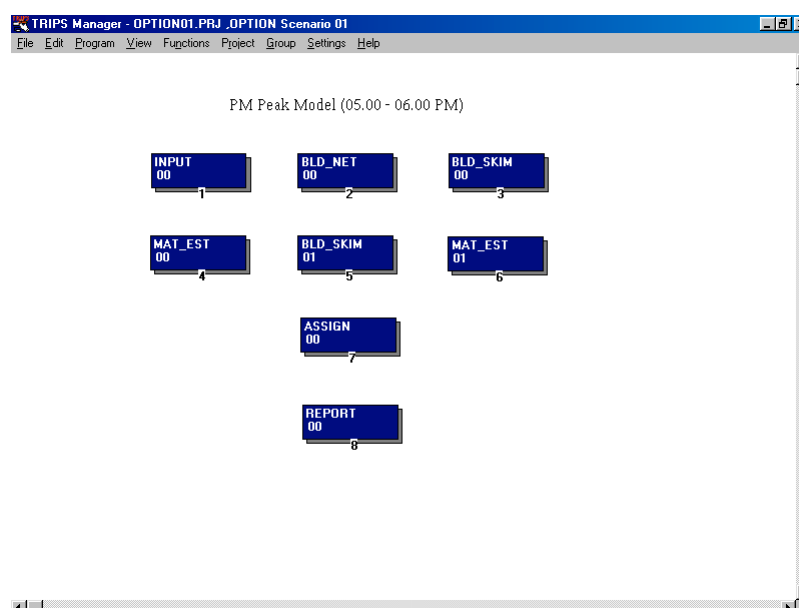 TRIPS Manager - OPTION01.PRJ ,OPTION Scenario 01
File Edit Program View Functions Project Group Settings Help
PM Peak Model (05.00 - 06.00 PM)
INPUT
00
1
BLD_NET
00
2
BLD_SKIM
00
3
MAT_EST
00
4
BLD_SKIM
01
5
MAT_EST
01
6
ASSIGN
00
7
REPORT
00
8